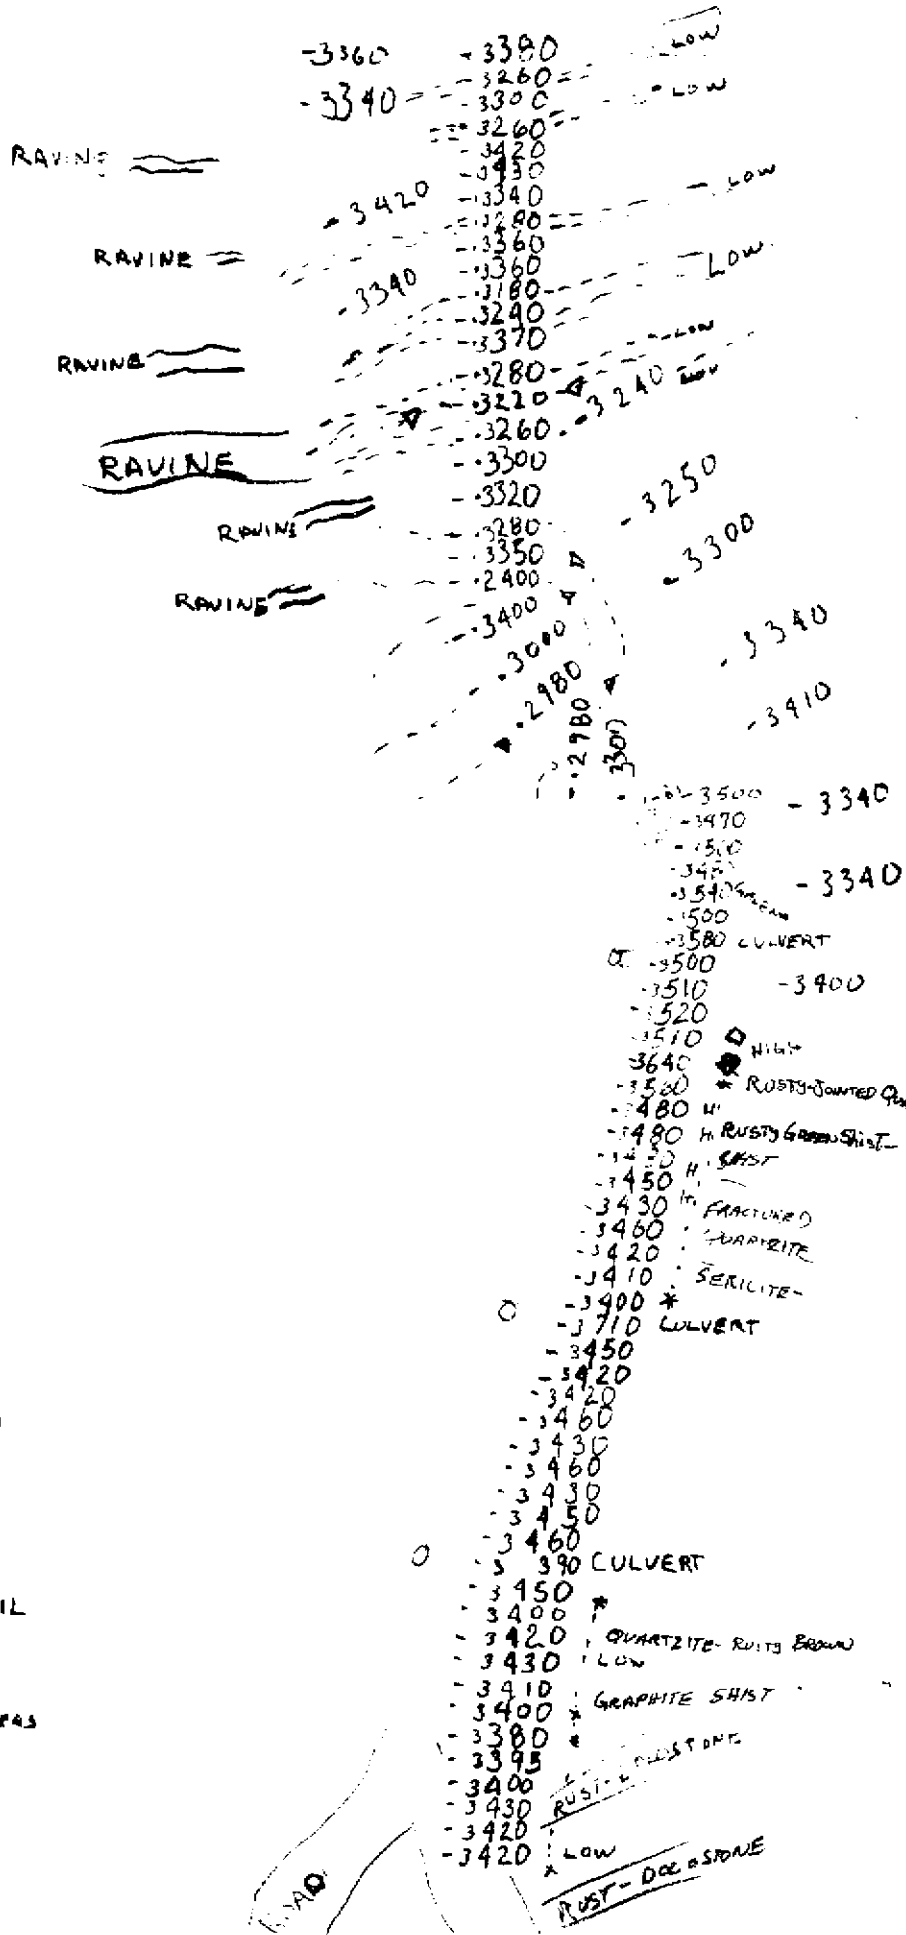 -3360 -3380 LOW
-3260
-3340 -3300 LOW
-3260
RAVINE -3420
-3430
-3420 -3340 LOW
-3280
RAVINE -3360
-3340 -3360 LOW
-3180
-3240
RAVINE -3370 LOW
-3280
-3220 -3240 LOW
-3260
RAVINE -3300
-3320 -3250
RAVINE -3280
-3350 -3300
RAVINE -2400
-3400
-3000 -3340
-2980
-2980 3300 -3410
-3500 -3340
-3470
-3540 -3340
-3500
-3580 CULVERT
-3500
-3510 -3400
-3520
-3510
-3640 HIGH
-3560 * RUSTY-JOINTED
-3480 H
-3480 H RUSTY GREEN SHIST-
SHIST
-3450 H
-3430 H FRACTURED
-3460 QUARTZITE
-3420
-3410 SERILITE-
-3400 *
-3710 CULVERT
-3450
-3420
-3420
-3460
-3430
-3460
-3430
-3450
-3460
-3 390 CULVERT
-3450 *
IL -3400
-3420 QUARTZITE-RUSTY BROWN
-3430 LOW
-3410
-3400 * GRAPHITE SHIST
-3380 *
-3395
-3400
-3430
-3420
-3420 LOW
ROAD RUST-DOLOSTONE